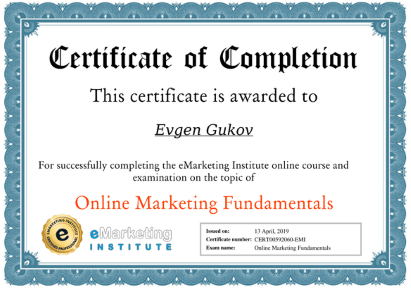 Certificate of Completion
This certificate is awarded to
Evgen Gukov
For successfully completing the eMarketing Institute online course and
examination on the topic of
Online Marketing Fundamentals
e
eMarketing
INSTITUTE
Issued on: 13 April, 2019
Certificate number: CERT00592060-EMI
Exam name: Online Marketing Fundamentals